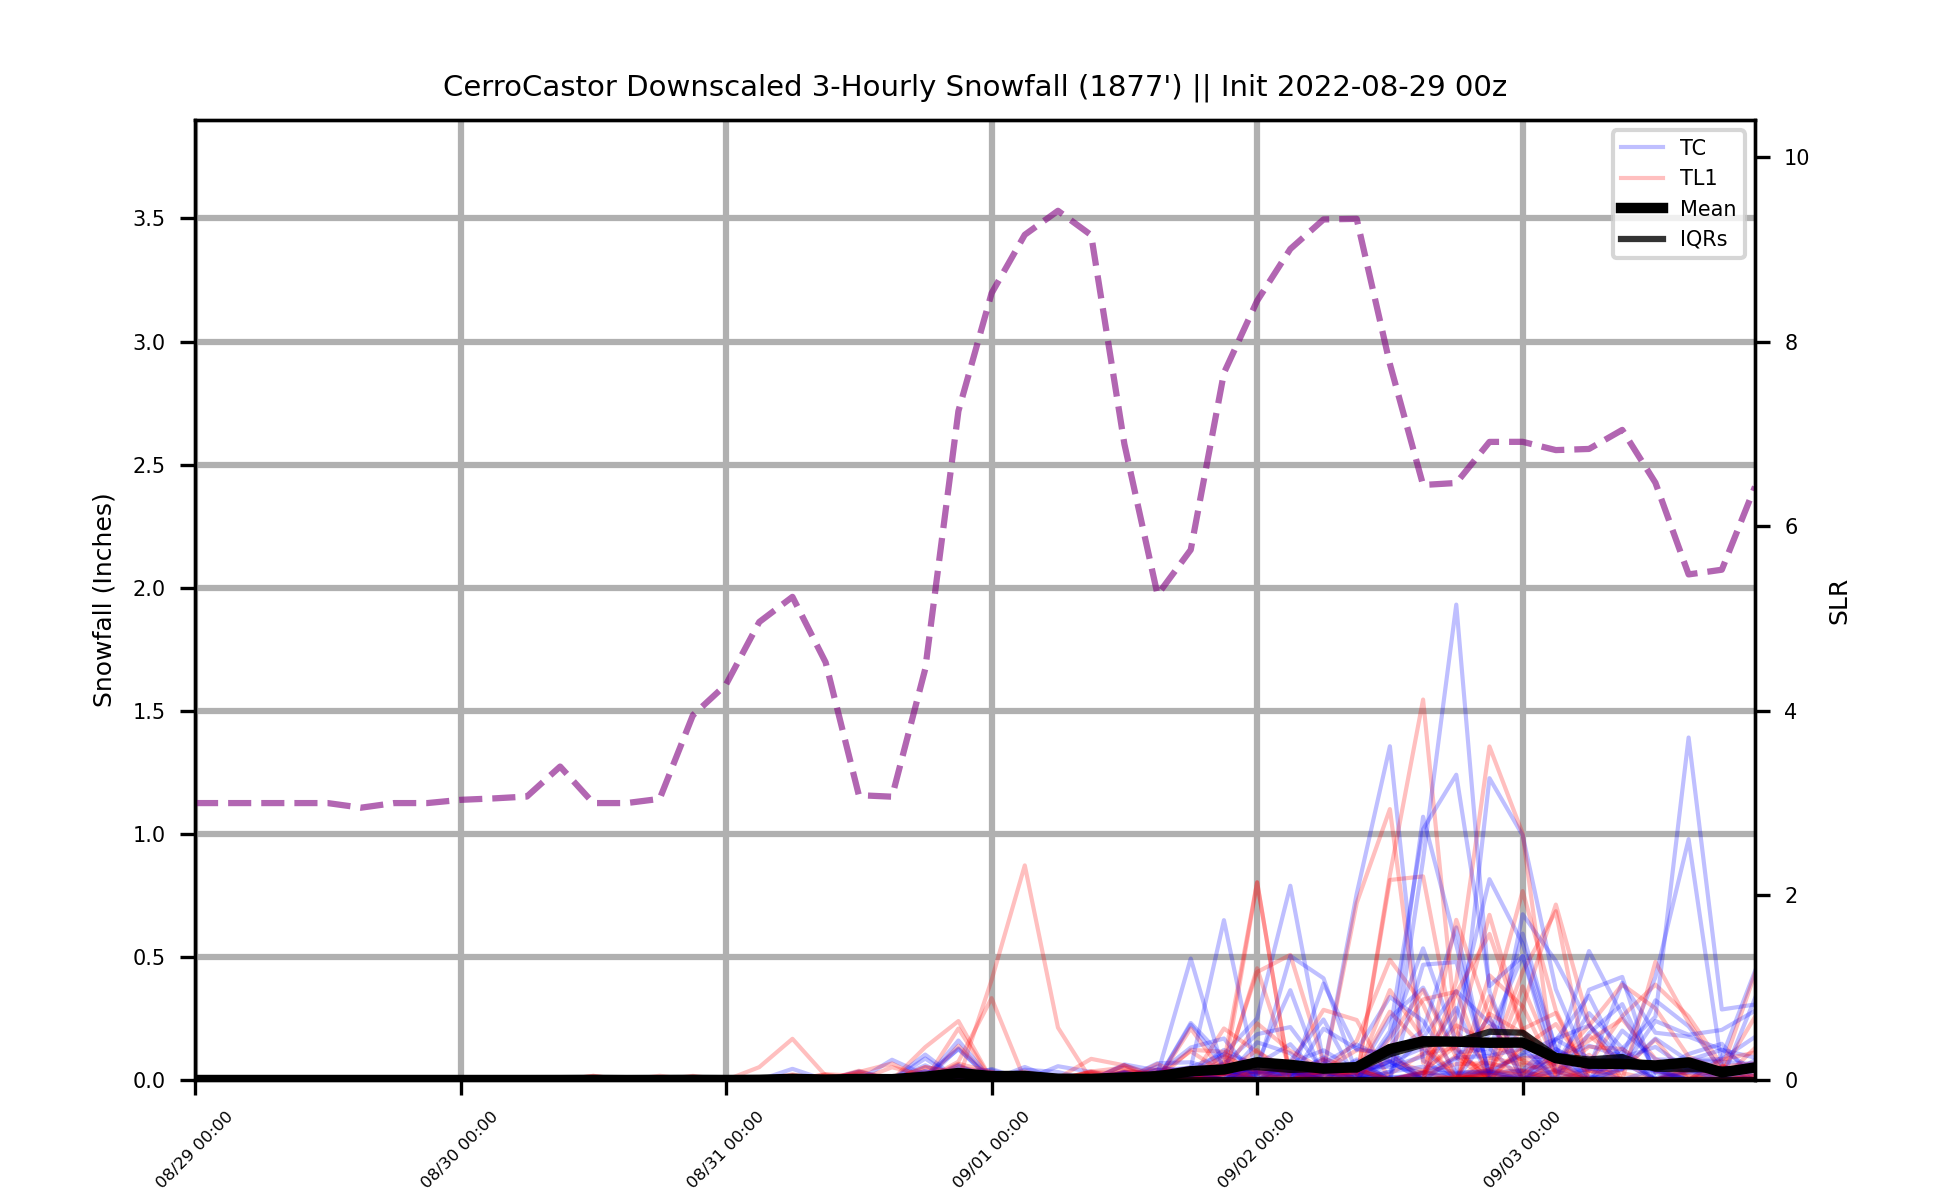 CerroCastor Downscaled 3-Hourly Snowfall (1877') || Init 2022-08-29 00z
TC
TL1
Mean
IQRs
Snowfall (Inches)
3.5
3.0
2.5
2.0
1.5
1.0
0.5
0.0
10
8
6
4
2
0
SLR
08/29 00:00
08/30 00:00
08/31 00:00
09/01 00:00
09/02 00:00
09/03 00:00